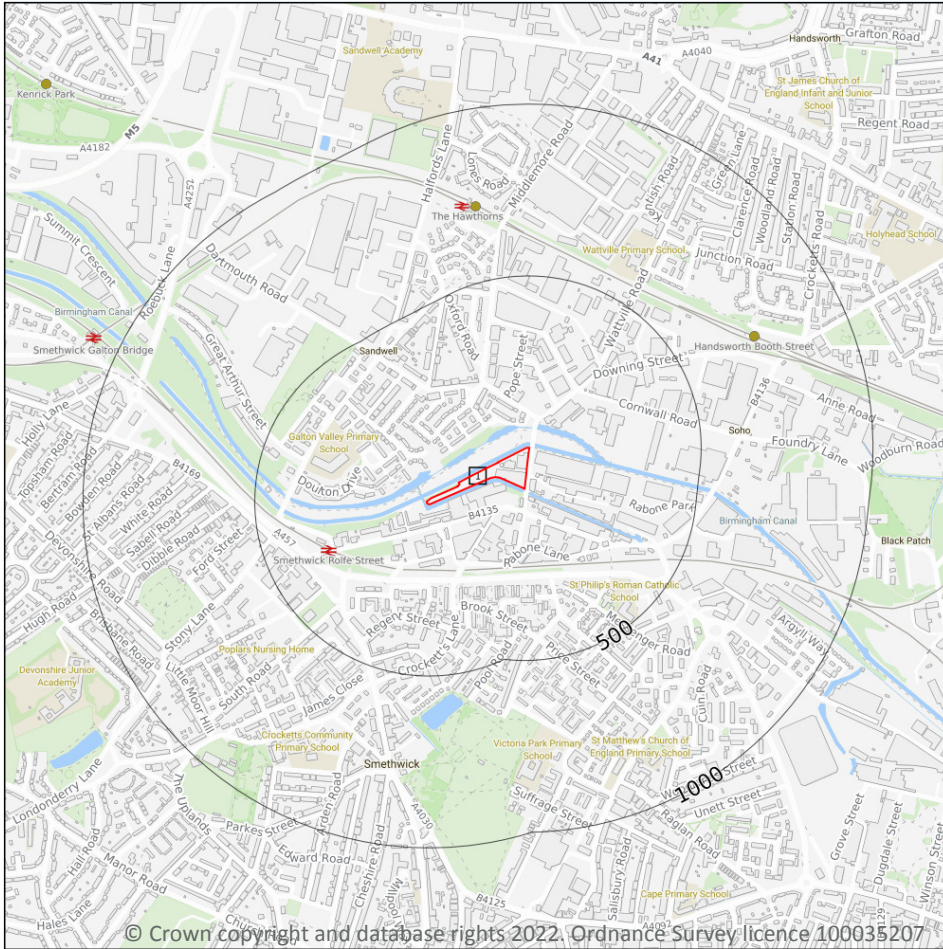 Grafton Road
Handsworth
A4040
A41
Sandwell Academy
St James Church of
England Infant and Junior
School
Kenrick Park
M5
Regent Road
A4182
Halfords Lane
Lones Road
Middlemore Road
Kentish Road
Green Lane
Clarence Road
Woodland Road
Station Road
Crocketts Road
A4252
The Hawthorns
Holyhead School
Summit Crescent
Roebuck Lane
Dartmouth Road
Wattville Primary School
Junction Road
Birmingham Canal
Oxford Road
Wattville Road
Smethwick Galton Bridge
Great Arthur Street
Sandwell
Pope Street
Handsworth Booth Street
Downing Street
B4136
Anne Road
Cornwall Road
Holly Lane
Topsham Road
Bertram Road
Bowden Road
St Albans Road
White Road
Sabell Road
Dibble Road
Ford Street
B4169
Galton Valley Primary
School
Soho
Foundry Lane
Woodburn Road
Doulton Drive
1
Rabone Park
B4135
Birmingham Canal
A457
Rabone Lane
Black Patch
Smethwick Rolfe Street
Devonshire Road
Stony Lane
St Philip's Roman Catholic
School
Hugh Road
Brisbane Road
Regent Street
Brook Street
Crockett's Lane
500
Messenger Road
Argyll Way
Poplars Nursing Home
Little Moor Hill
South Road
Pool Road
Price Street
Cuin Road
Devonshire Junior
Academy
James Close
Crocketts Community
Primary School
Victoria Park Primary
School
St Matthew's Church of
England Primary School
Smethwick
1000
Londonderry Lane
The Uplands
Arden Road
Suffrage Street
Unett Street
Parkes Street
A4030
Raglan Road
Grove Street
Dugdale Street
Winson Street
Hall Road
Edward Road
Cheshire Road
Manor Road
Salisbury Road
Cape Primary School
Hales Lane
B4125
© Crown copyright and database rights 2022. Ordnance Survey licence 100035207